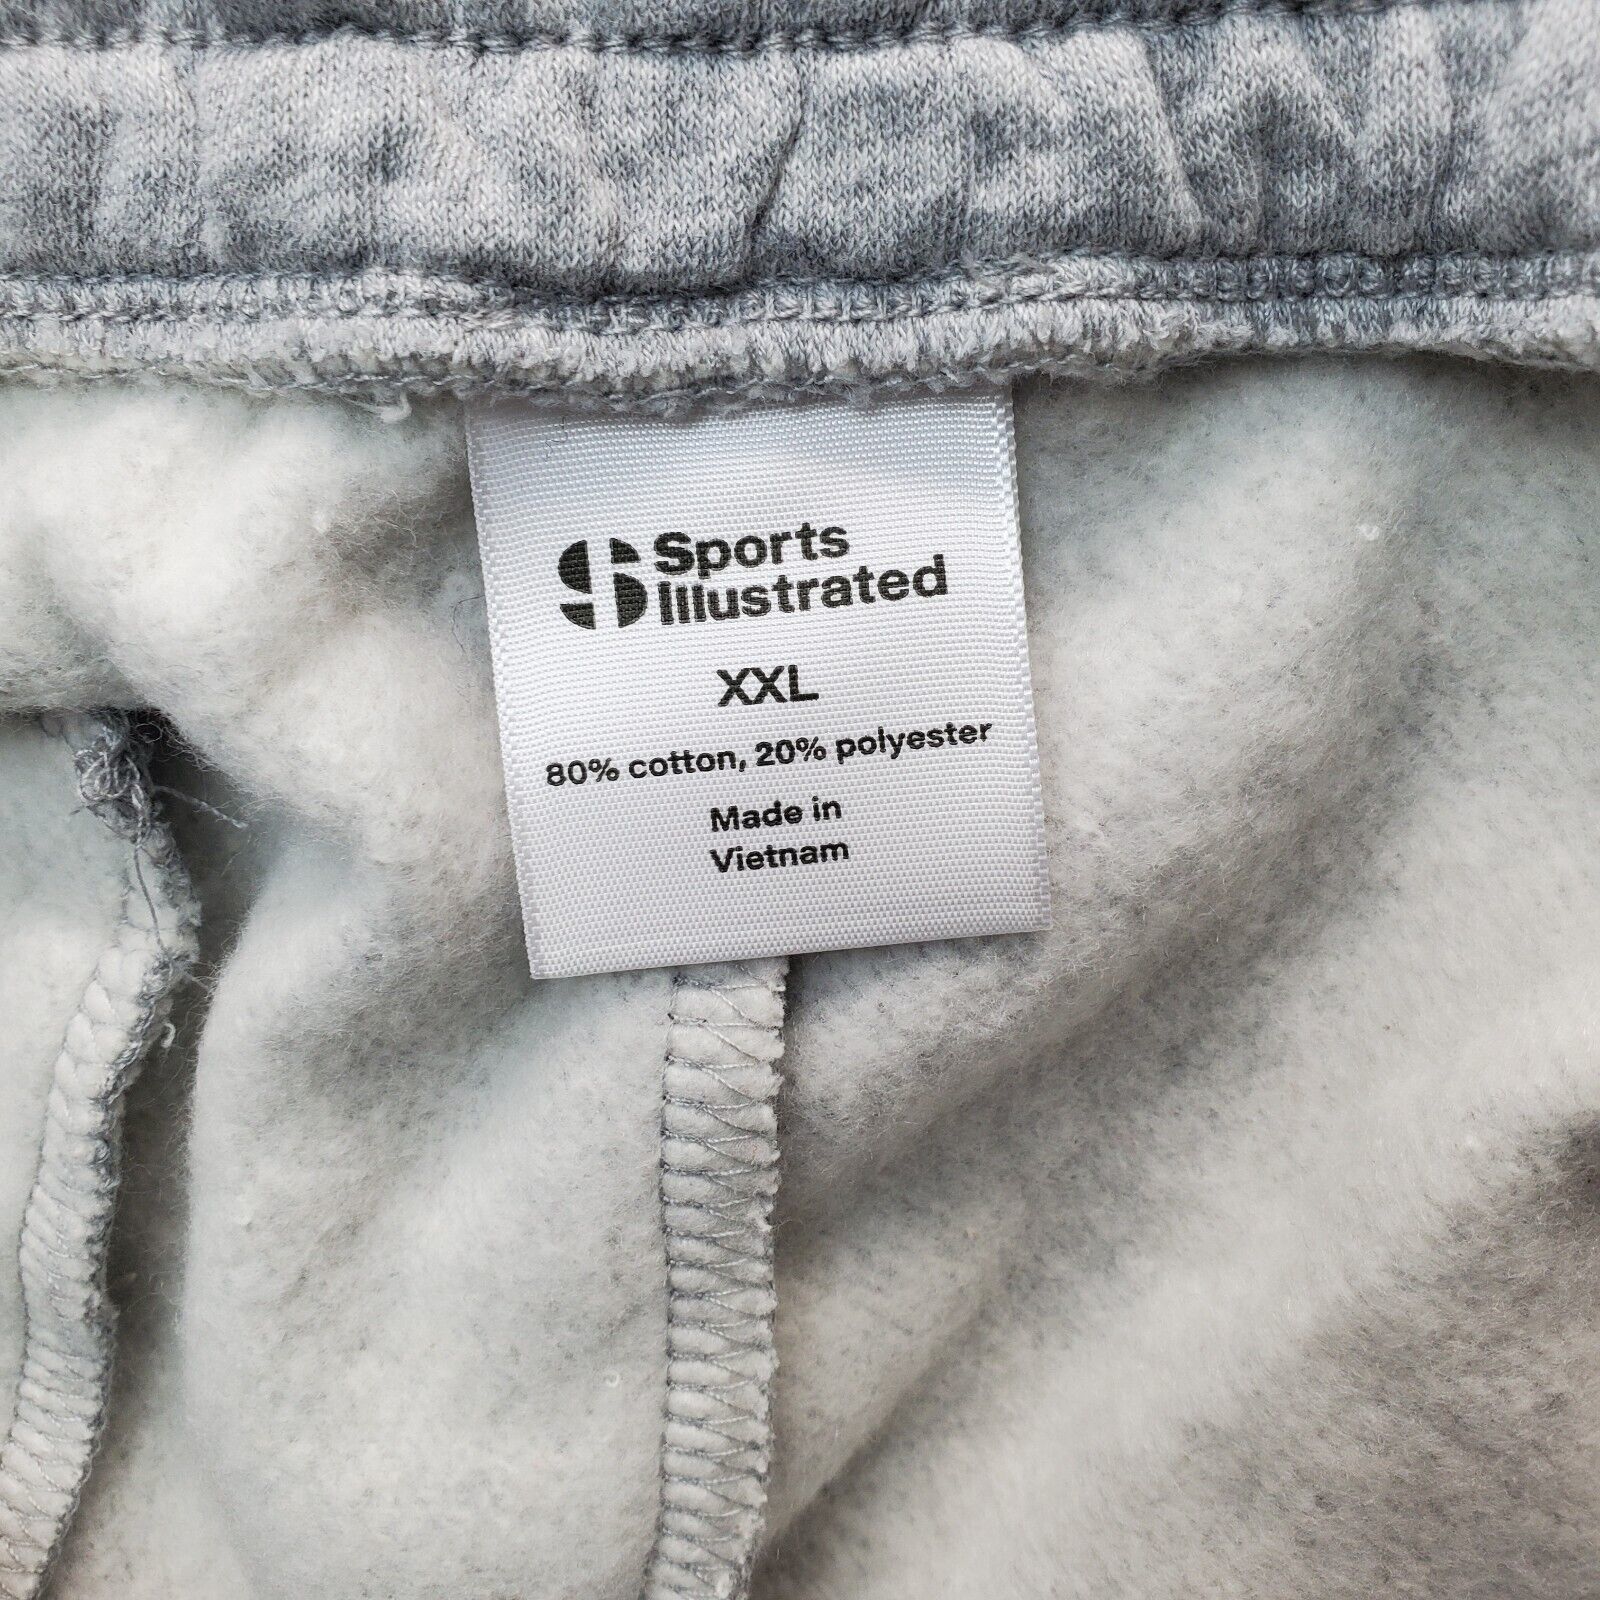 Sports
Illustrated
XXL
80% cotton, 20% polyester
Made in
Vietnam